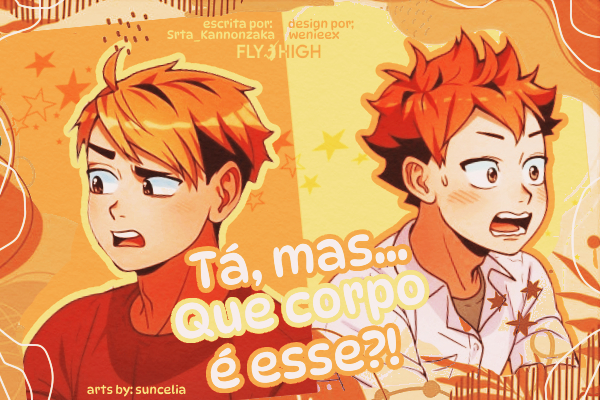 escrita por: design por:
Srta_Kannonzaka wenieex
FLY HIGH
Tá, mas...
Que corpo
é esse?!
arts by: suncelia